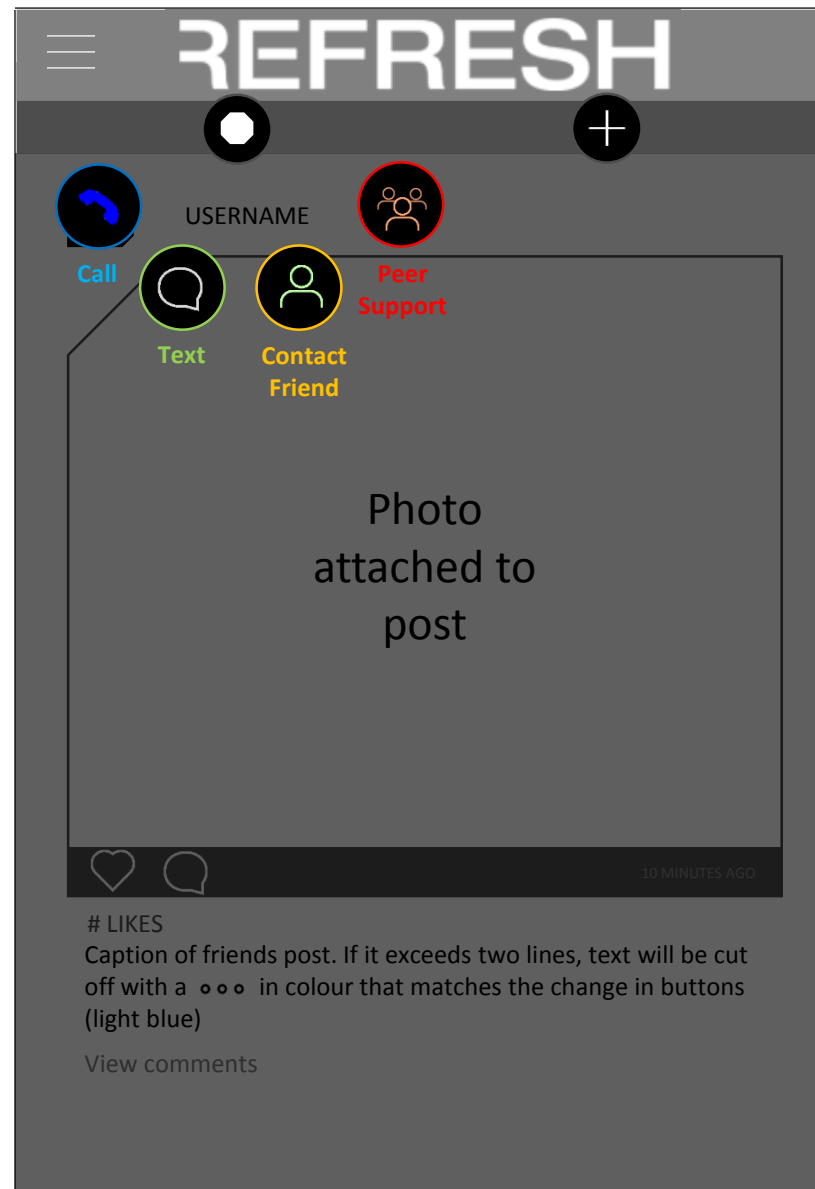 REFRESH
USERNAME
Call
Peer
Support
Text
Contact
Friend
Photo
attached to
post
10 MINUTES AGO
# LIKES
Caption of friends post. If it exceeds two lines, text will be cut
off with a ooo in colour that matches the change in buttons
(light blue)
View comments